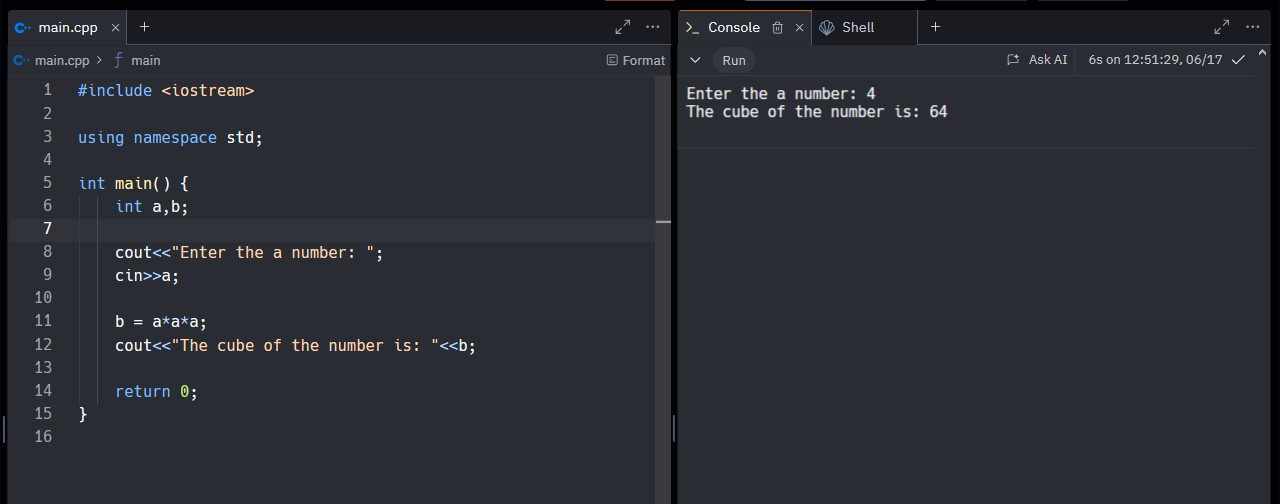 main.cpp
main.cpp > main
Format
1 #include <iostream>
2
3 using namespace std;
4
5 int main() {
6 int a,b;
7
8 cout<<"Enter the a number: ";
9 cin>>a;
10
11 b = a*a*a;
12 cout<<"The cube of the number is: "<<b;
13
14 return 0;
15 }
16
Console Shell
Run Ask AI 6s on 12:51:29, 06/17
Enter the a number: 4
The cube of the number is: 64